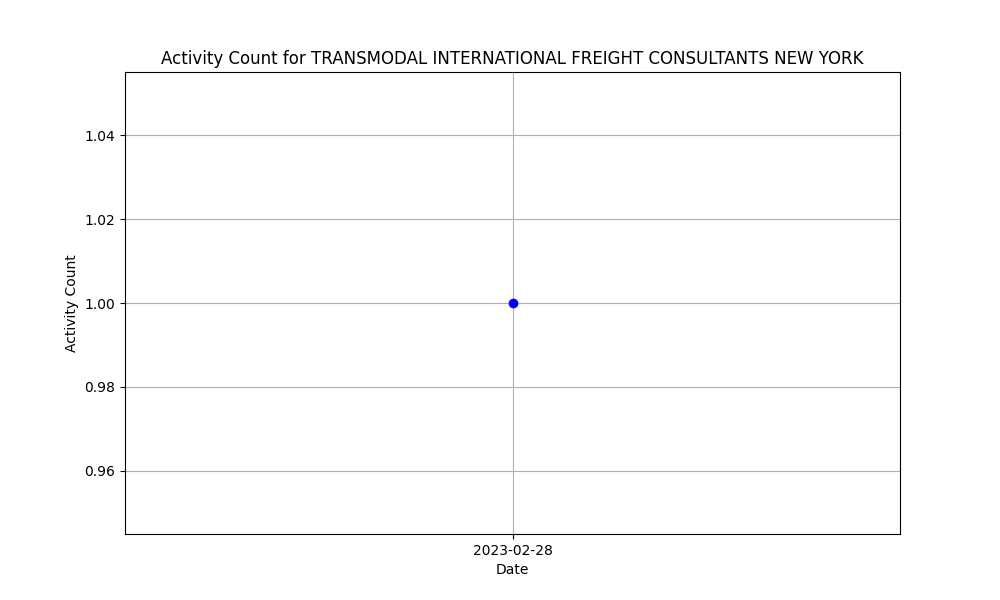 Activity Count for TRANSMODAL INTERNATIONAL FREIGHT CONSULTANTS NEW YORK
1.04
1.02
1.00
0.98
0.96
Activity Count
2023-02-28
Date